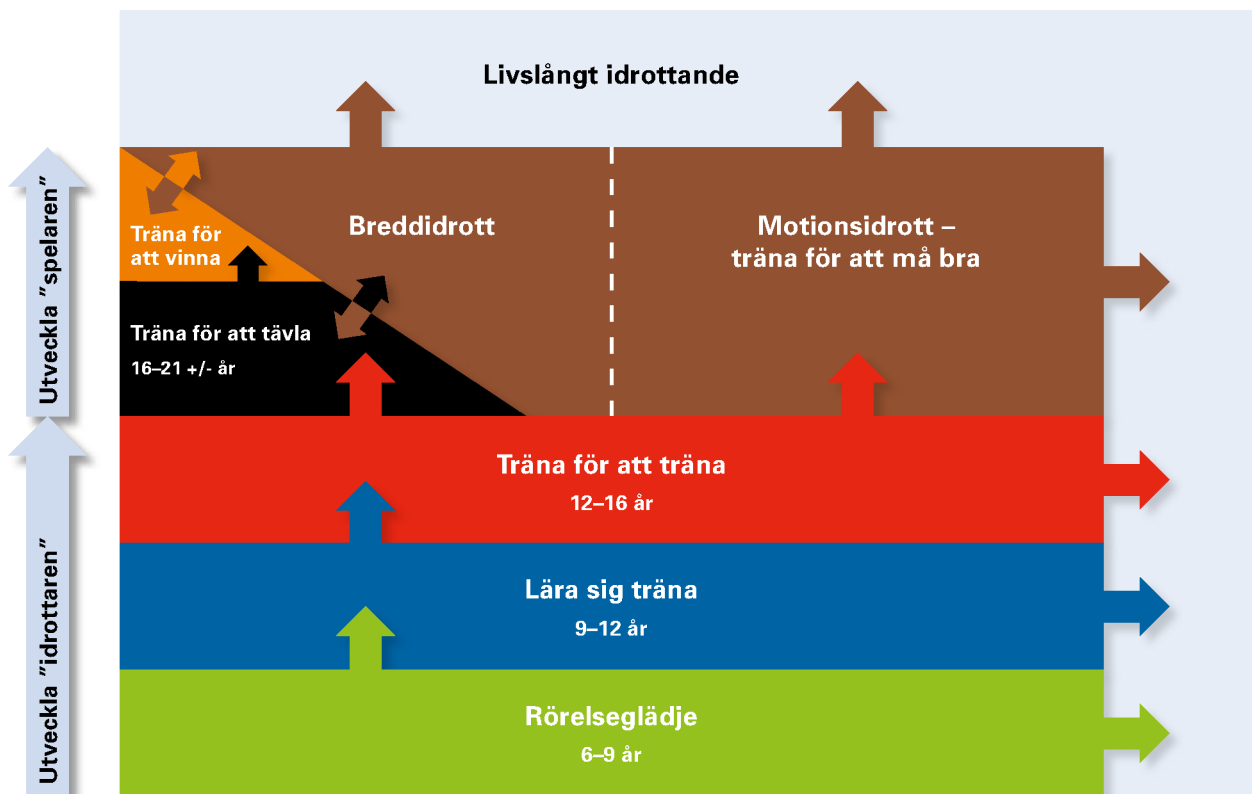 Livslångt idrottande
Utveckla ”spelaren”
Träna för
att vinna
Breddidrott
Motionsidrott –
träna för att må bra
Träna för att tävla
16–21 +/- år
Utveckla ”idrottaren”
Träna för att träna
12–16 år
Lära sig träna
9–12 år
Rörelseglädje
6–9 år